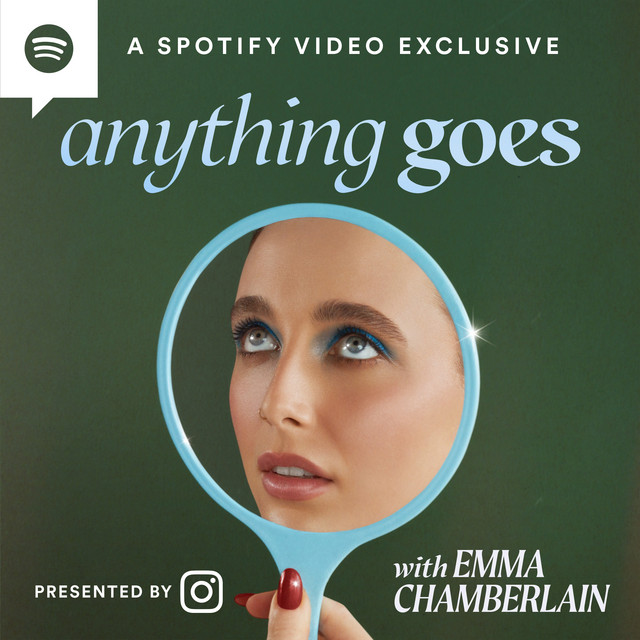 A SPOTIFY VIDEO EXCLUSIVE
anything goes
with EMMA
CHAMBERLAIN
PRESENTED BY